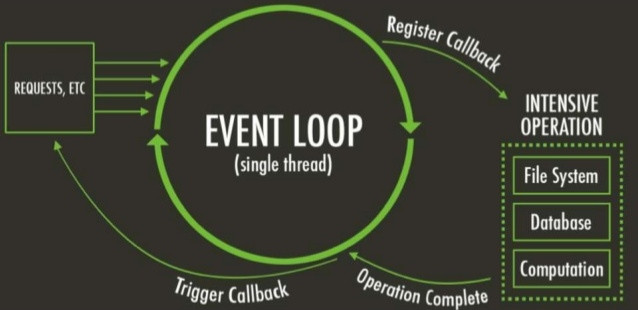 Register Callback
REQUESTS, ETC
EVENT LOOP
(single thread)
INTENSIVE
OPERATION
File System
Database
Computation
Trigger Callback
Operation Complete